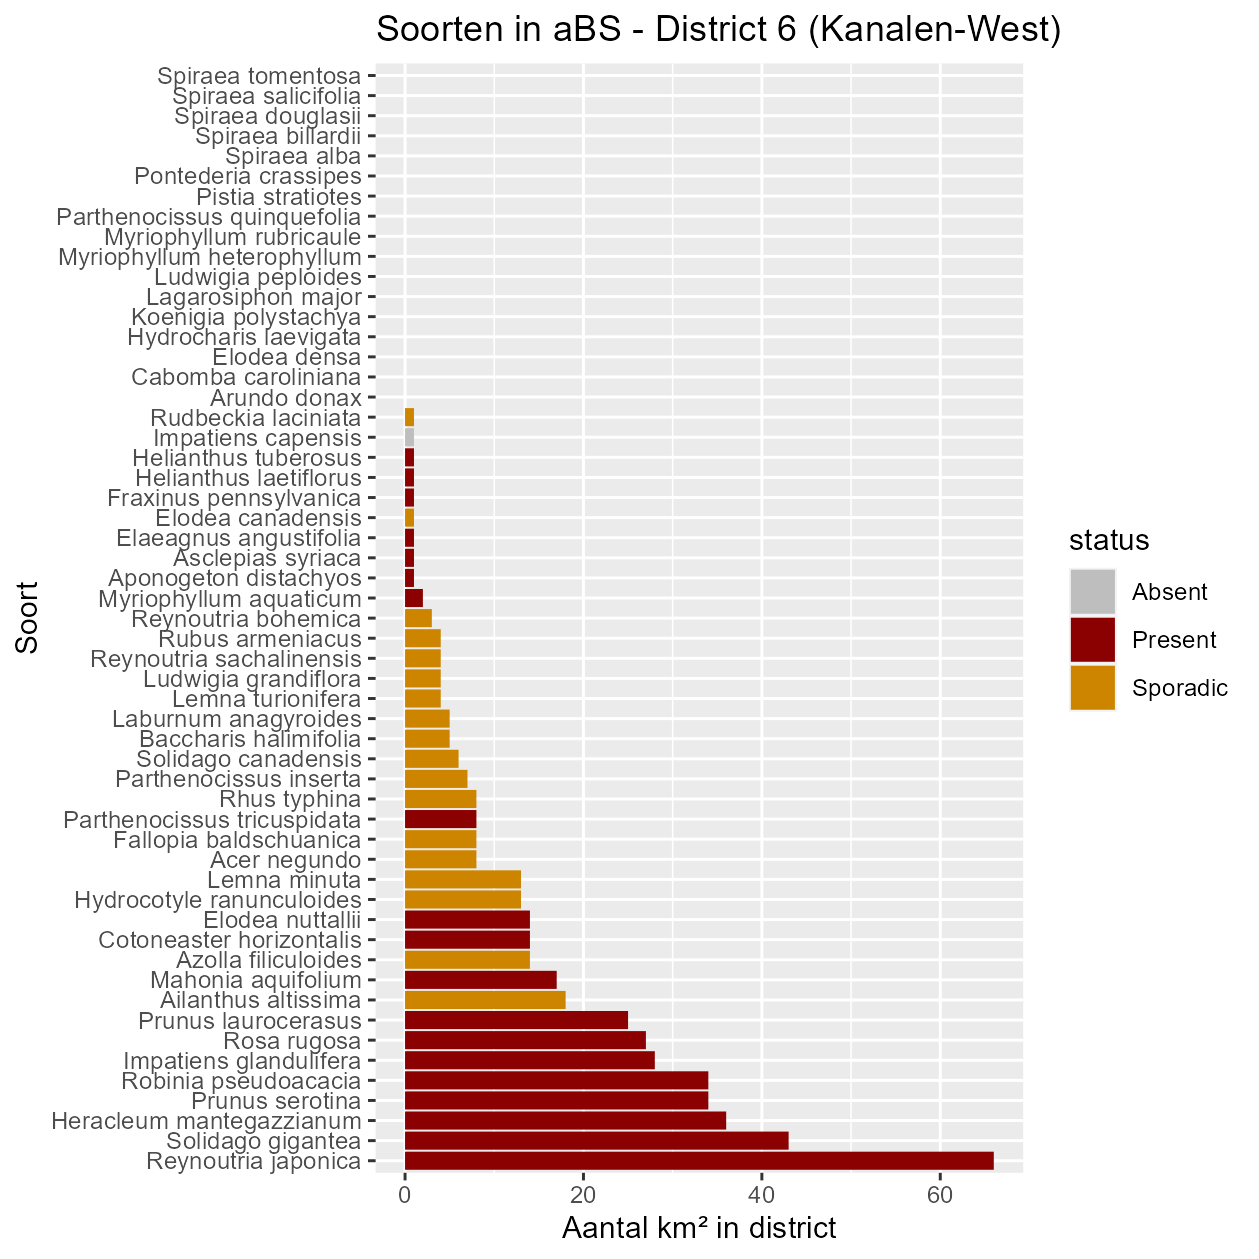 Soorten in aBS - District 6 (Kanalen-West)
Spiraea tomentosa
Spiraea salicifolia
Spiraea douglasii
Spiraea billardii
Spiraea alba
Pontederia crassipes
Pistia stratiotes
Parthenocissus quinquefolia
Myriophyllum rubricaule
Myriophyllum heterophyllum
Ludwigia peploides
Lagarosiphon major
Koenigia polystachya
Hydrocharis laevigata
Elodea densa
Cabomba caroliniana
Arundo donax
Rudbeckia laciniata
Impatiens capensis
Helianthus tuberosus
Helianthus laetiflorus
Fraxinus pennsylvanica
Elodea canadensis
Elaeagnus angustifolia
Asclepias syriaca
Aponogeton distachyos
Myriophyllum aquaticum
Reynoutria bohemica
Rubus armeniacus
Reynoutria sachalinensis
Ludwigia grandiflora
Lemna turionifera
Laburnum anagyroides
Baccharis halimifolia
Solidago canadensis
Parthenocissus inserta
Rhus typhina
Parthenocissus tricuspidata
Fallopia baldschuanica
Acer negundo
Lemna minuta
Hydrocotyle ranunculoides
Elodea nuttallii
Cotoneaster horizontalis
Azolla filiculoides
Mahonia aquifolium
Ailanthus altissima
Prunus laurocerasus
Rosa rugosa
Impatiens glandulifera
Robinia pseudoacacia
Prunus serotina
Heracleum mantegazzianum
Solidago gigantea
Reynoutria japonica
Soort
0 20 40 60
Aantal km² in district
status
Absent
Present
Sporadic